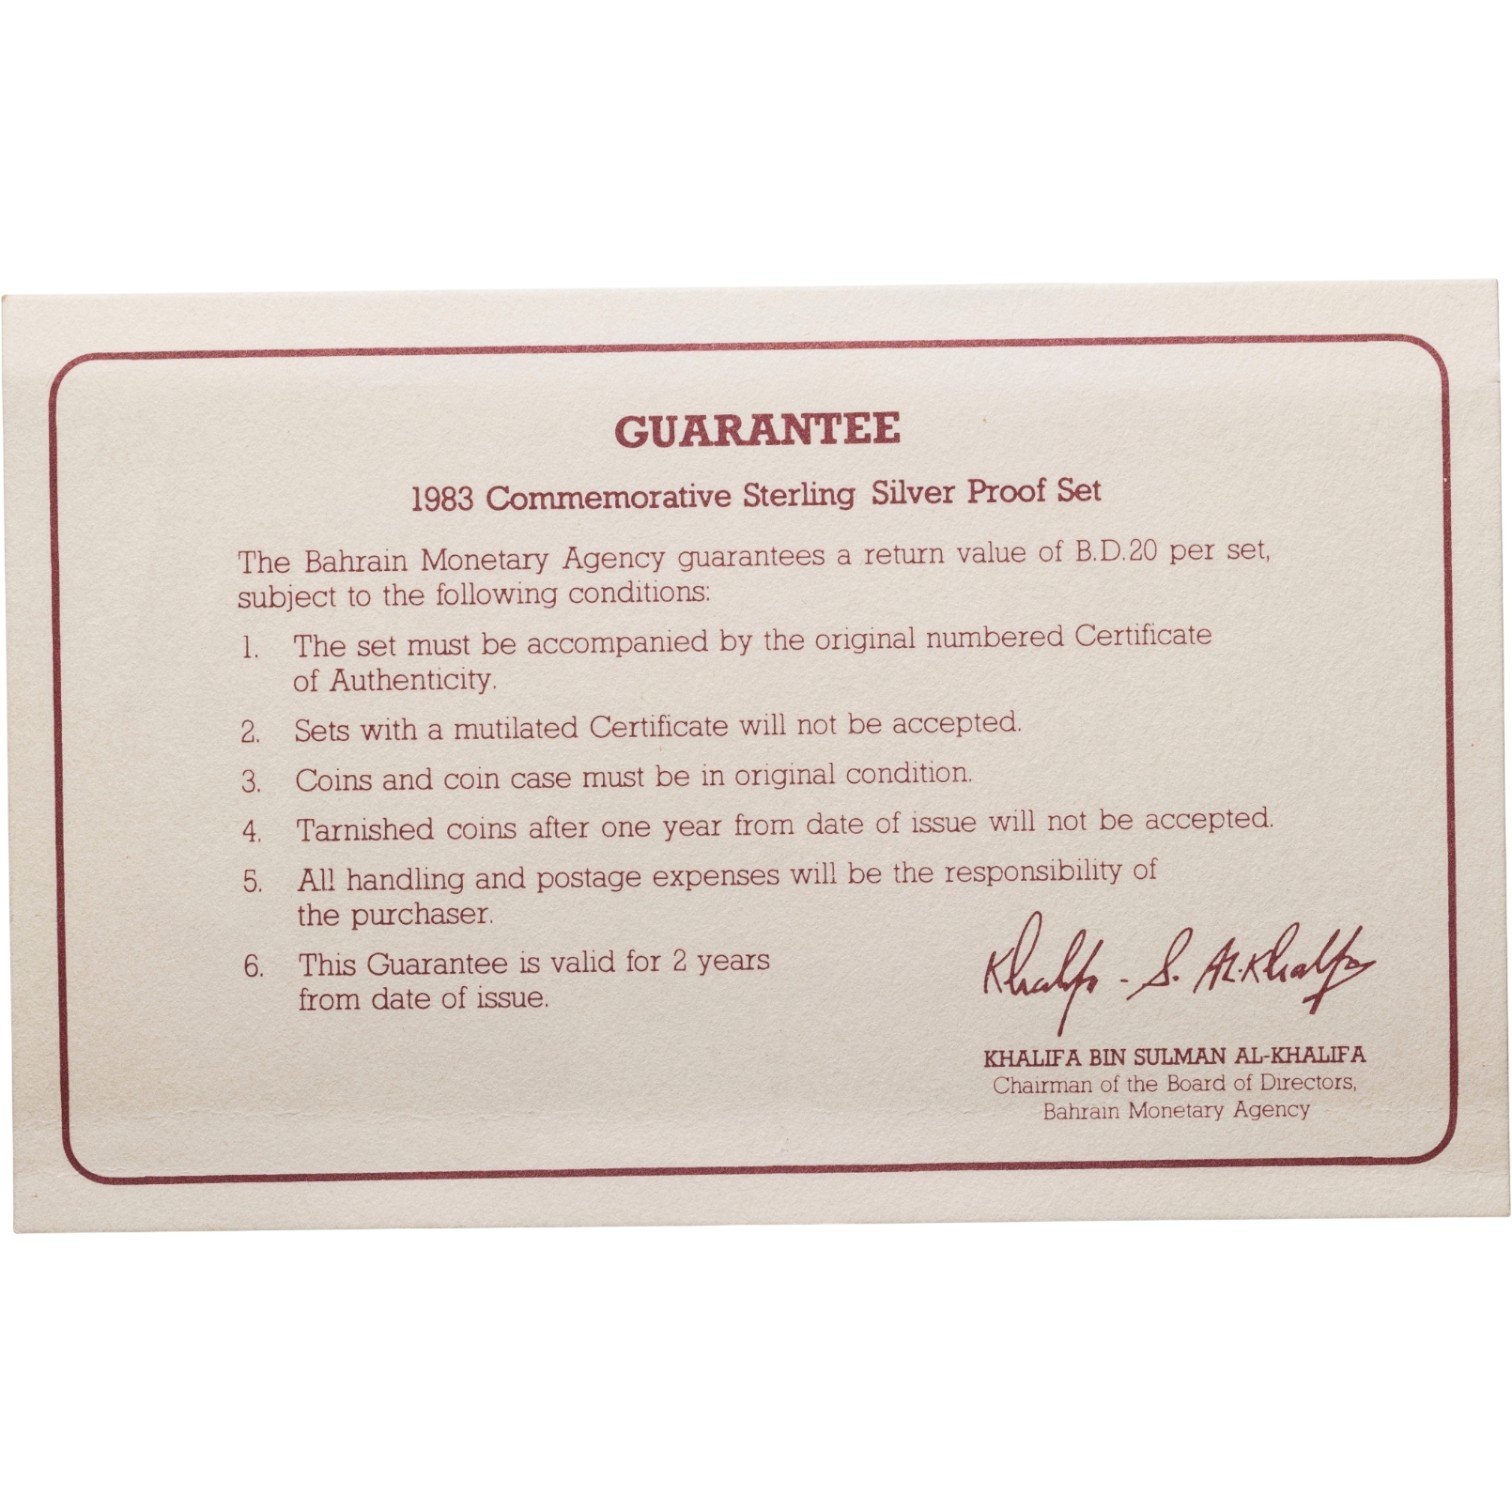 GUARANTEE
1983 Commemorative Sterling Silver Proof Set
The Bahrain Monetary Agency guarantees a return value of B.D.20 per set,
subject to the following conditions:
1. The set must be accompanied by the original numbered Certificate
of Authenticity.
2. Sets with a mutilated Certificate will not be accepted.
3. Coins and coin case must be in original condition.
4. Tarnished coins after one year from date of issue will not be accepted.
5. All handling and postage expenses will be the responsibility of
the purchaser.
6. This Guarantee is valid for 2 years
from date of issue.
Khalifa - S. Al-Khalifa
KHALIFA BIN SULMAN AL-KHALIFA
Chairman of the Board of Directors,
Bahrain Monetary Agency